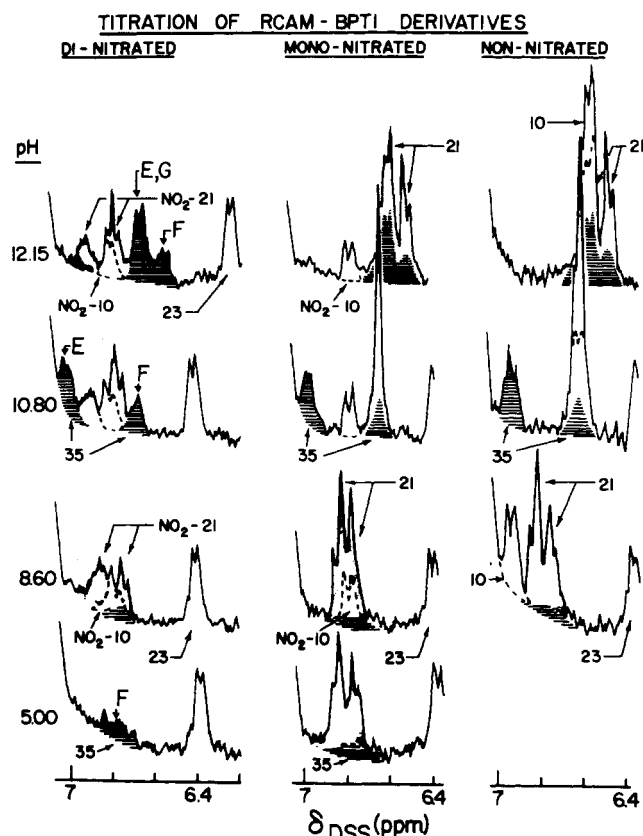 TITRATION OF RCAM-BPTI DERIVATIVES
DI-NITRATED MONO-NITRATED NON-NITRATED
pH
12.15
E,G
NO₂-21
F
NO₂-10
23
21
NO₂-10
10
21
10.80
E
F
35
35
35
8.60
NO₂-21
NO₂-10
23
21
NO₂-10
23
21
10
23
5.00
F
35
35
7 6.4 7 6.4 7 6.4
δDSS(ppm)